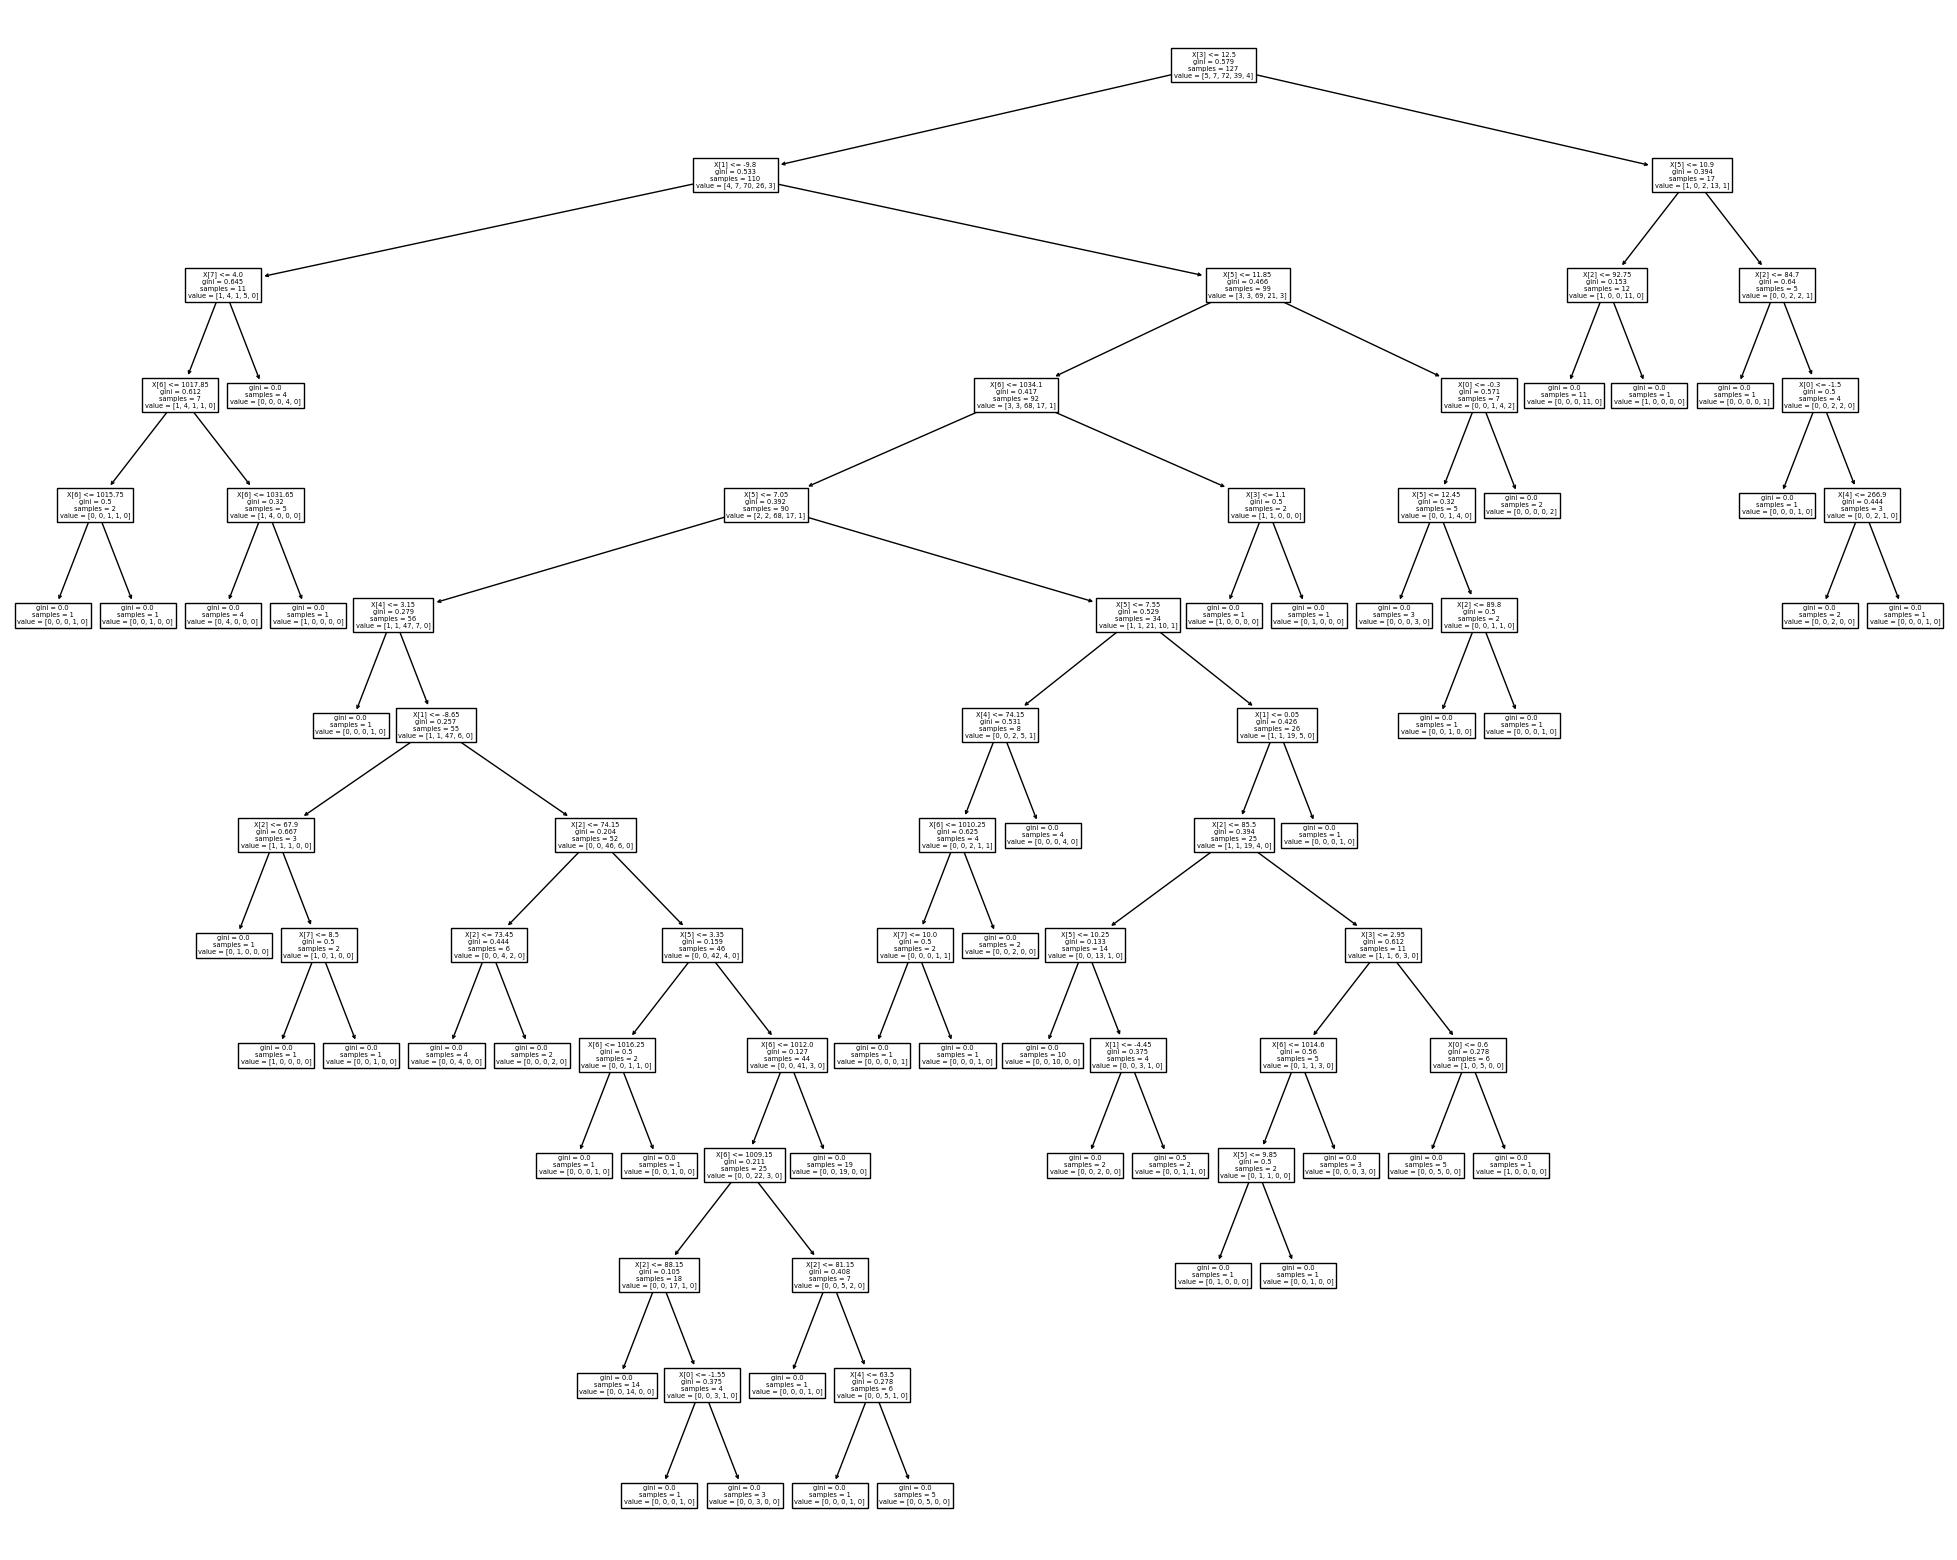 X[3] <= 12.5
gini = 0.579
samples = 127
value = [5, 7, 72, 39, 4]
X[1] <= -9.8
gini = 0.533
samples = 110
value = [4, 7, 70, 26, 3]
X[5] <= 10.9
gini = 0.394
samples = 17
value = [1, 0, 2, 13, 1]
X[7] <= 4.0
gini = 0.645
samples = 11
value = [1, 4, 1, 5, 0]
X[5] <= 11.85
gini = 0.466
samples = 99
value = [3, 3, 69, 21, 3]
X[2] <= 92.75
gini = 0.153
samples = 12
value = [1, 0, 0, 11, 0]
X[2] <= 84.7
gini = 0.64
samples = 5
value = [0, 0, 2, 2, 1]
X[6] <= 1017.85
gini = 0.612
samples = 7
value = [1, 4, 1, 1, 0]
gini = 0.0
samples = 4
value = [0, 0, 0, 4, 0]
X[6] <= 1034.1
gini = 0.417
samples = 92
value = [3, 3, 68, 17, 1]
X[0] <= -0.3
gini = 0.571
samples = 7
value = [0, 0, 1, 4, 2]
gini = 0.0
samples = 11
value = [0, 0, 0, 11, 0]
gini = 0.0
samples = 1
value = [1, 0, 0, 0, 0]
gini = 0.0
samples = 1
value = [0, 0, 0, 0, 1]
X[0] <= -1.5
gini = 0.5
samples = 4
value = [0, 0, 2, 2, 0]
X[6] <= 1015.75
gini = 0.5
samples = 2
value = [0, 0, 1, 1, 0]
X[6] <= 1031.65
gini = 0.32
samples = 5
value = [1, 4, 0, 0, 0]
X[5] <= 7.05
gini = 0.392
samples = 90
value = [2, 2, 68, 17, 1]
X[3] <= 1.1
gini = 0.5
samples = 2
value = [1, 1, 0, 0, 0]
X[5] <= 12.45
gini = 0.32
samples = 5
value = [0, 0, 1, 4, 0]
gini = 0.0
samples = 2
value = [0, 0, 0, 0, 2]
gini = 0.0
samples = 1
value = [0, 0, 0, 1, 0]
X[4] <= 266.9
gini = 0.444
samples = 3
value = [0, 0, 2, 1, 0]
gini = 0.0
samples = 1
value = [0, 0, 0, 1, 0]
gini = 0.0
samples = 1
value = [0, 0, 1, 0, 0]
gini = 0.0
samples = 4
value = [0, 4, 0, 0, 0]
gini = 0.0
samples = 1
value = [1, 0, 0, 0, 0]
X[4] <= 3.15
gini = 0.279
samples = 56
value = [1, 1, 47, 7, 0]
X[5] <= 7.55
gini = 0.529
samples = 34
value = [1, 1, 21, 10, 1]
gini = 0.0
samples = 1
value = [1, 0, 0, 0, 0]
gini = 0.0
samples = 1
value = [0, 1, 0, 0, 0]
gini = 0.0
samples = 3
value = [0, 0, 0, 3, 0]
X[2] <= 89.8
gini = 0.5
samples = 2
value = [0, 0, 1, 1, 0]
gini = 0.0
samples = 2
value = [0, 0, 2, 0, 0]
gini = 0.0
samples = 1
value = [0, 0, 0, 1, 0]
gini = 0.0
samples = 1
value = [0, 0, 0, 1, 0]
X[1] <= -8.65
gini = 0.257
samples = 55
value = [1, 1, 47, 6, 0]
X[4] <= 74.15
gini = 0.531
samples = 8
value = [0, 0, 2, 5, 1]
X[1] <= 0.05
gini = 0.426
samples = 26
value = [1, 1, 19, 5, 0]
gini = 0.0
samples = 1
value = [0, 0, 1, 0, 0]
gini = 0.0
samples = 1
value = [0, 0, 0, 1, 0]
X[2] <= 67.9
gini = 0.667
samples = 3
value = [1, 1, 1, 0, 0]
X[2] <= 74.15
gini = 0.204
samples = 52
value = [0, 0, 46, 6, 0]
X[6] <= 1010.25
gini = 0.625
samples = 4
value = [0, 0, 2, 1, 1]
gini = 0.0
samples = 4
value = [0, 0, 0, 4, 0]
X[2] <= 85.5
gini = 0.394
samples = 25
value = [1, 1, 19, 4, 0]
gini = 0.0
samples = 1
value = [0, 0, 0, 1, 0]
gini = 0.0
samples = 1
value = [0, 1, 0, 0, 0]
X[7] <= 8.5
gini = 0.5
samples = 2
value = [1, 0, 1, 0, 0]
X[2] <= 73.45
gini = 0.444
samples = 6
value = [0, 0, 4, 2, 0]
X[5] <= 3.35
gini = 0.159
samples = 46
value = [0, 0, 42, 4, 0]
X[7] <= 10.0
gini = 0.5
samples = 2
value = [0, 0, 0, 1, 1]
gini = 0.0
samples = 2
value = [0, 0, 2, 0, 0]
X[5] <= 10.25
gini = 0.133
samples = 14
value = [0, 0, 13, 1, 0]
X[3] <= 2.95
gini = 0.612
samples = 11
value = [1, 1, 6, 3, 0]
gini = 0.0
samples = 1
value = [1, 0, 0, 0, 0]
gini = 0.0
samples = 1
value = [0, 0, 1, 0, 0]
gini = 0.0
samples = 4
value = [0, 0, 4, 0, 0]
gini = 0.0
samples = 2
value = [0, 0, 0, 2, 0]
X[6] <= 1016.25
gini = 0.5
samples = 2
value = [0, 0, 1, 1, 0]
X[6] <= 1012.0
gini = 0.127
samples = 44
value = [0, 0, 41, 3, 0]
gini = 0.0
samples = 1
value = [0, 0, 0, 0, 1]
gini = 0.0
samples = 1
value = [0, 0, 0, 1, 0]
gini = 0.0
samples = 10
value = [0, 0, 10, 0, 0]
X[1] <= -4.45
gini = 0.375
samples = 4
value = [0, 0, 3, 1, 0]
X[6] <= 1014.6
gini = 0.56
samples = 5
value = [0, 1, 1, 3, 0]
X[0] <= 0.6
gini = 0.278
samples = 6
value = [1, 0, 5, 0, 0]
gini = 0.0
samples = 1
value = [0, 0, 0, 1, 0]
gini = 0.0
samples = 1
value = [0, 0, 1, 0, 0]
X[6] <= 1009.15
gini = 0.211
samples = 25
value = [0, 0, 22, 3, 0]
gini = 0.0
samples = 19
value = [0, 0, 19, 0, 0]
gini = 0.0
samples = 2
value = [0, 0, 2, 0, 0]
gini = 0.5
samples = 2
value = [0, 0, 1, 1, 0]
X[5] <= 9.85
gini = 0.5
samples = 2
value = [0, 1, 1, 0, 0]
gini = 0.0
samples = 3
value = [0, 0, 0, 3, 0]
gini = 0.0
samples = 5
value = [0, 0, 5, 0, 0]
gini = 0.0
samples = 1
value = [1, 0, 0, 0, 0]
X[2] <= 88.15
gini = 0.105
samples = 18
value = [0, 0, 17, 1, 0]
X[2] <= 81.15
gini = 0.408
samples = 7
value = [0, 0, 5, 2, 0]
gini = 0.0
samples = 1
value = [0, 1, 0, 0, 0]
gini = 0.0
samples = 1
value = [0, 0, 1, 0, 0]
gini = 0.0
samples = 14
value = [0, 0, 14, 0, 0]
X[0] <= -1.55
gini = 0.375
samples = 4
value = [0, 0, 3, 1, 0]
gini = 0.0
samples = 1
value = [0, 0, 0, 1, 0]
X[4] <= 63.5
gini = 0.278
samples = 6
value = [0, 0, 5, 1, 0]
gini = 0.0
samples = 1
value = [0, 0, 0, 1, 0]
gini = 0.0
samples = 3
value = [0, 0, 3, 0, 0]
gini = 0.0
samples = 1
value = [0, 0, 0, 1, 0]
gini = 0.0
samples = 5
value = [0, 0, 5, 0, 0]